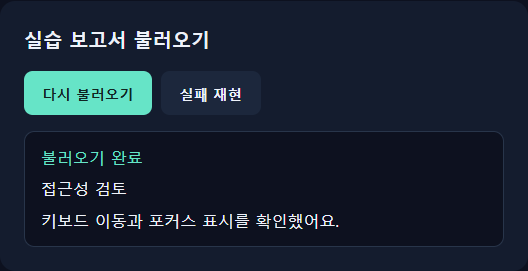 실습 보고서 불러오기
다시 불러오기 실패 재현
불러오기 완료
접근성 검토
키보드 이동과 포커스 표시를 확인했어요.